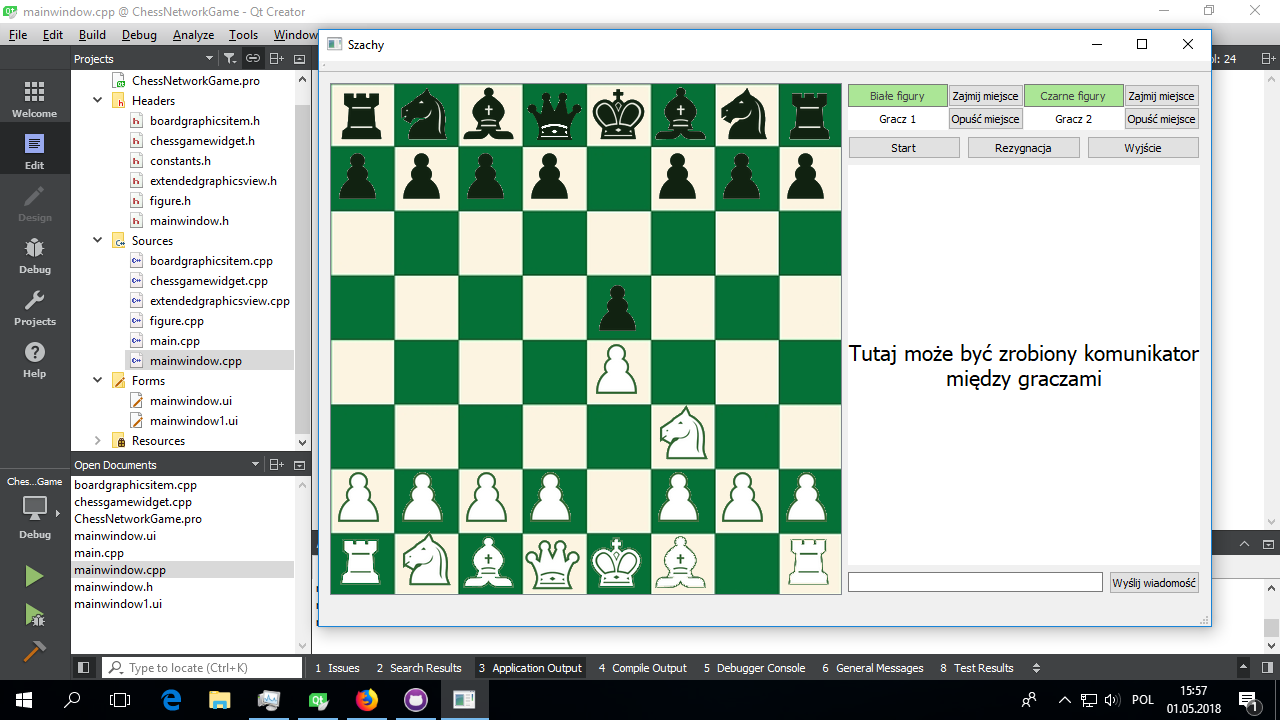 mainwindow.cpp @ ChessNetworkGame - Qt Creator
File Edit Build Debug Analyze Tools Window
Szachy
Projects
ChessNetworkGame.pro
Headers
boardgraphicsitem.h
chessgamewidget.h
constants.h
extendedgraphicsview.h
figure.h
mainwindow.h
Sources
boardgraphicsitem.cpp
chessgamewidget.cpp
extendedgraphicsview.cpp
figure.cpp
main.cpp
mainwindow.cpp
Forms
mainwindow.ui
mainwindow1.ui
Resources
Welcome
Edit
Design
Debug
Projects
Help
Ches...Game
Debug
Open Documents
boardgraphicsitem.cpp
chessgamewidget.cpp
ChessNetworkGame.pro
mainwindow.ui
main.cpp
mainwindow.cpp
mainwindow.h
mainwindow1.ui
Białe figury Zajmij miejsce Czarne figury Zajmij miejsce
Gracz 1 Opuść miejsce Gracz 2 Opuść miejsce
Start Rezygnacja Wyjście
Tutaj może być zrobiony komunikator
między graczami
Wyślij wiadomość
ol: 24
Type to locate (Ctrl+K) 1 Issues 2 Search Results 3 Application Output 4 Compile Output 5 Debugger Console 6 General Messages 8 Test Results
POL
15:57
01.05.2018
1